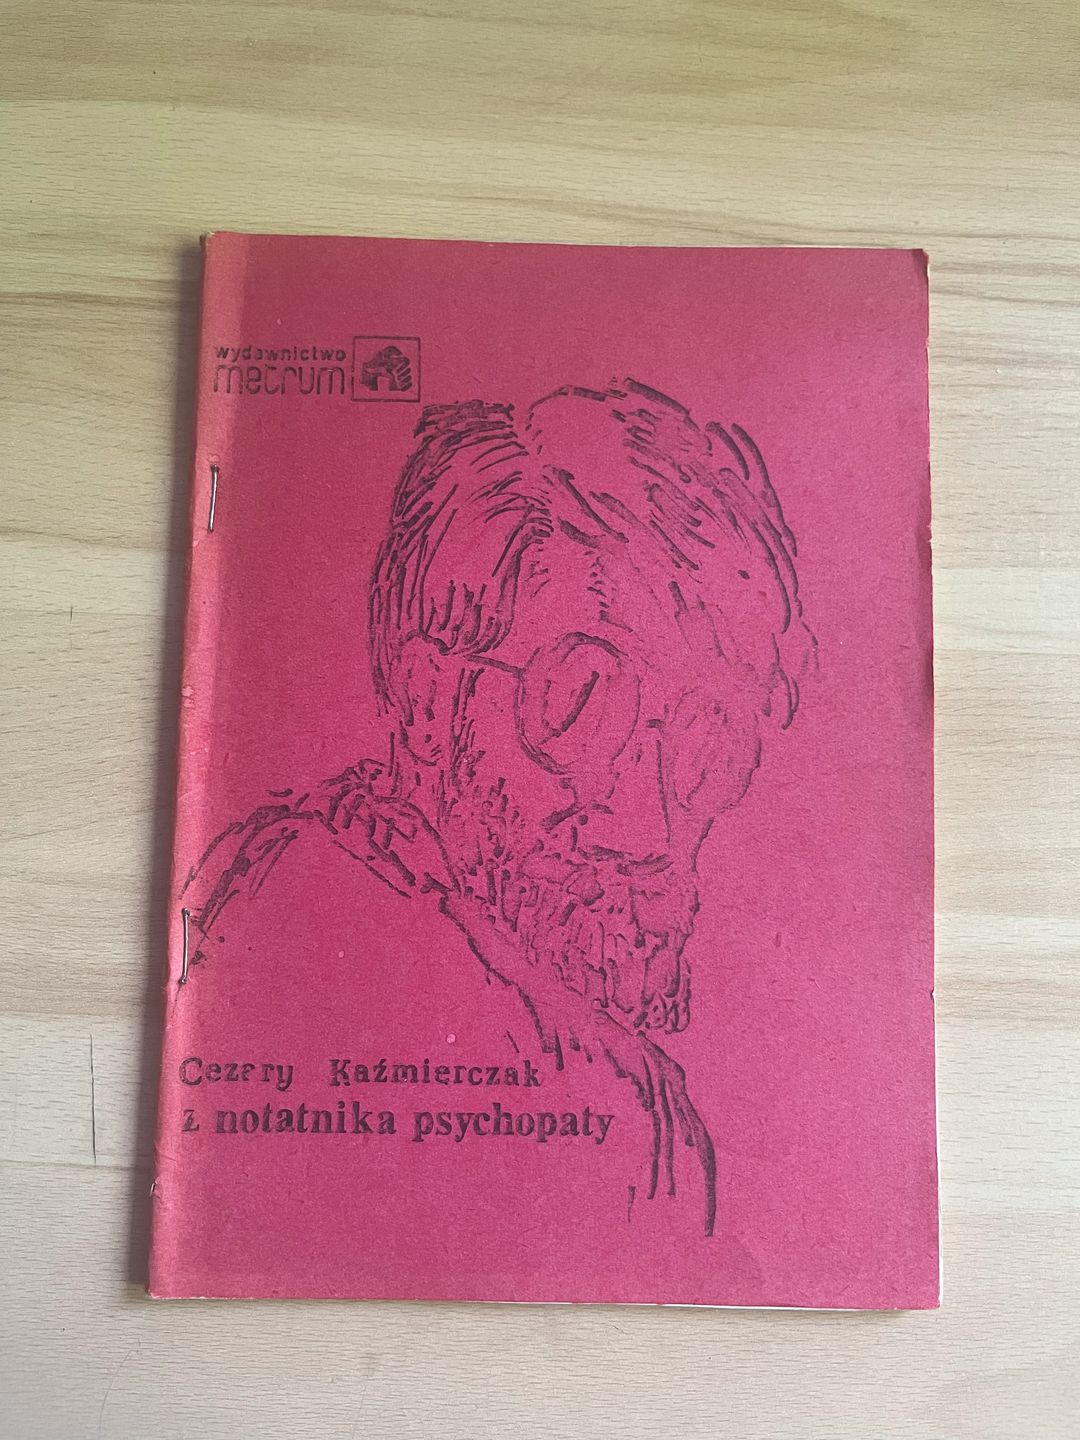 wydawnictwo
metrum
Cezary Kaźmierczak
z notatnika psychopaty